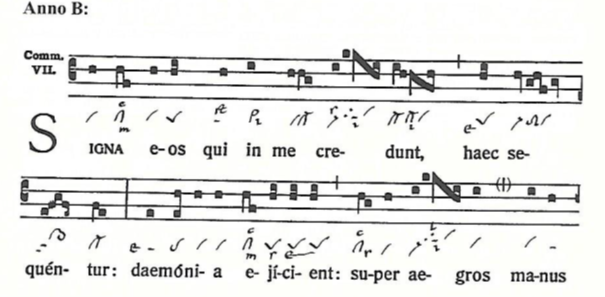 Anno B:
Comm.
VII.
SIGNA e-os qui in me cre- dunt, haec se-
quén- tur: daemóni- a e- jí-ci- ent: su-per ae- gros ma-nus